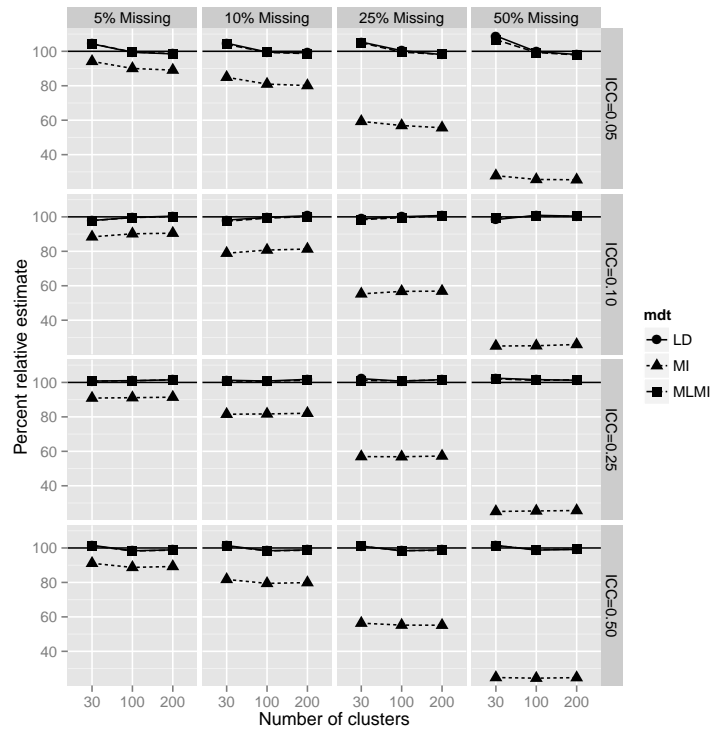 5% Missing 10% Missing 25% Missing 50% Missing
100
80
60
40
ICC=0.05
100
80
60
40
ICC=0.10
100
80
60
40
ICC=0.25
100
80
60
40
ICC=0.50
30 100 200 30 100 200 30 100 200 30 100 200
Number of clusters
Percent relative estimate
mdt
LD
MI
MLMI